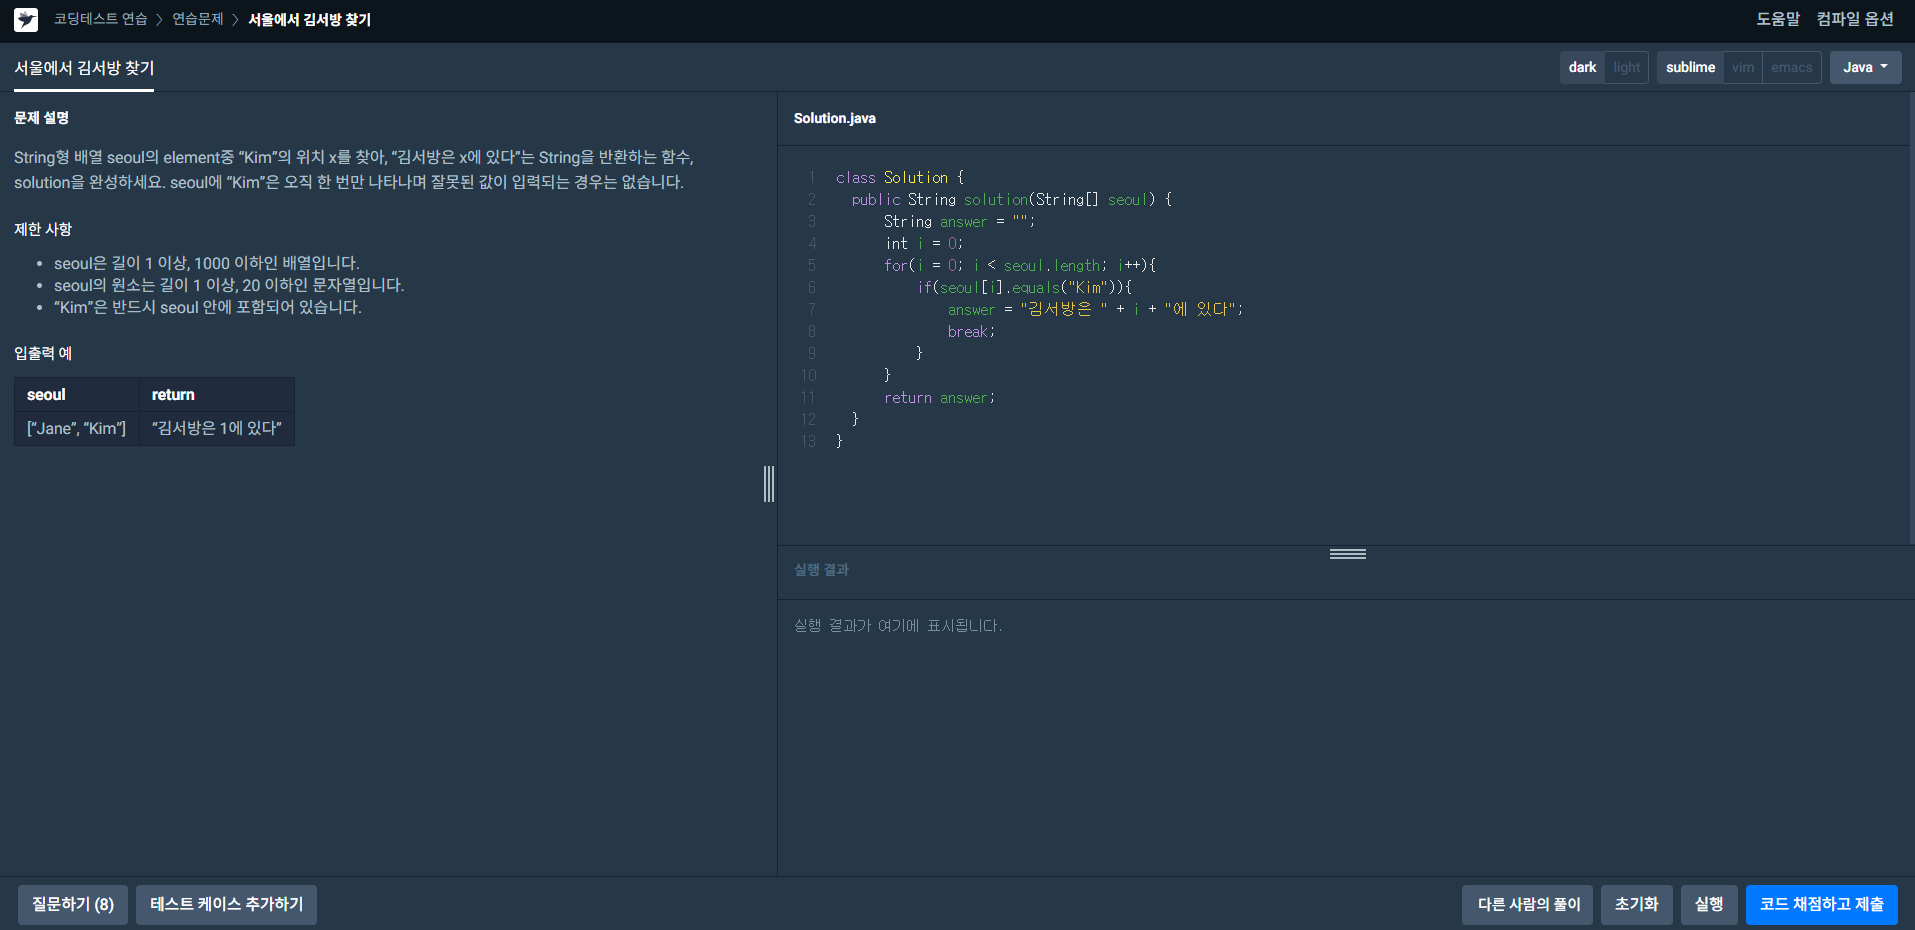 코딩테스트 연습 > 연습문제 > 서울에서 김서방 찾기
도움말 컴파일 옵션
서울에서 김서방 찾기
dark light sublime vim emacs Java
문제 설명
String형 배열 seoul의 element중 “Kim”의 위치 x를 찾아, “김서방은 x에 있다”는 String을 반환하는 함수,
solution을 완성하세요. seoul에 “Kim”은 오직 한 번만 나타나며 잘못된 값이 입력되는 경우는 없습니다.
제한 사항
• seoul은 길이 1 이상, 1000 이하인 배열입니다.
• seoul의 원소는 길이 1 이상, 20 이하인 문자열입니다.
• “Kim”은 반드시 seoul 안에 포함되어 있습니다.
입출력 예
seoul return
[“Jane”, “Kim”] “김서방은 1에 있다”
Solution.java
1 class Solution {
2 public String solution(String[] seoul) {
3 String answer = "";
4 int i = 0;
5 for(i = 0; i < seoul.length; i++){
6 if(seoul[i].equals("Kim")){
7 answer = "김서방은 " + i + "에 있다";
8 break;
9 }
10 }
11 return answer;
12 }
13 }
실행 결과
실행 결과가 여기에 표시됩니다.
질문하기 (8) 테스트 케이스 추가하기 다른 사람의 풀이 초기화 실행 코드 채점하고 제출